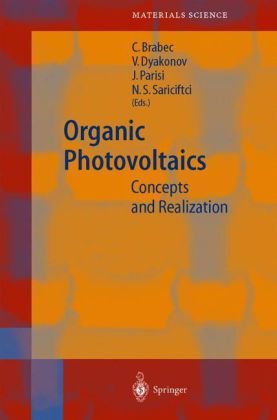 MATERIALS SCIENCE
C. Brabec
V. Dyakonov
J. Parisi
N. S. Sariciftci
(Eds.)
Organic
Photovoltaics
Concepts
and Realization
Springer